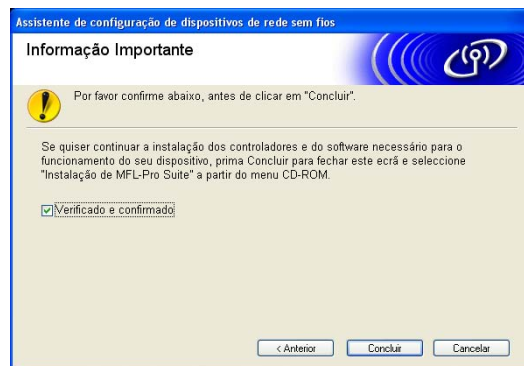 Assistente de configuração de dispositivos de rede sem fios
Informação Importante
Por favor confirme abaixo, antes de clicar em "Concluir".
Se quiser continuar a instalação dos controladores e do software necessário para o
funcionamento do seu dispositivo, prima Concluir para fechar este ecrã e seleccione
"Instalação de MFL-Pro Suite" a partir do menu CD-ROM.
Verificado e confirmado
< Anterior
Concluir
Cancelar